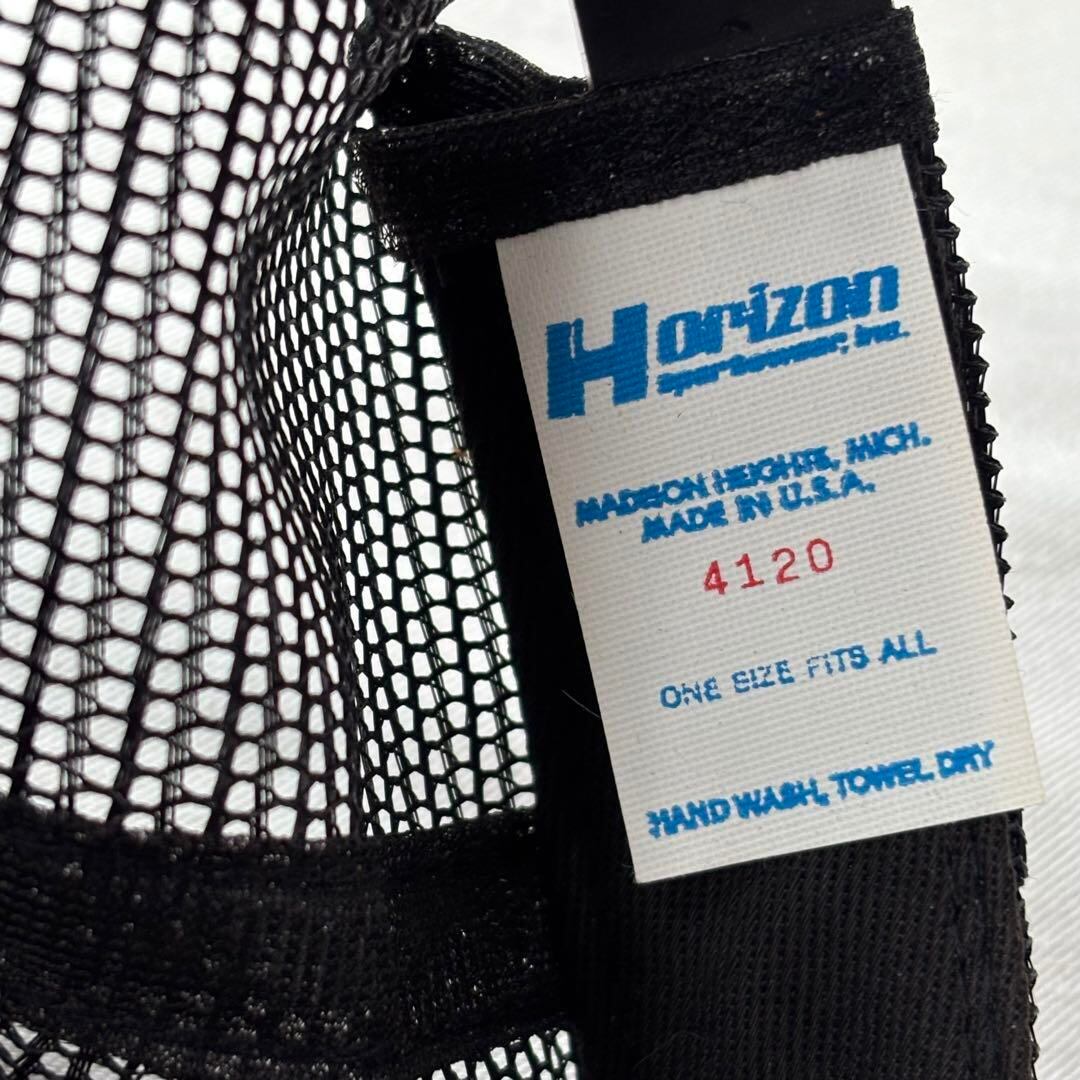 Horizon
sportswear, inc.
MADISON HEIGHTS, MICH.
MADE IN U.S.A.
4120
ONE SIZE FITS ALL
HAND WASH, TOWEL DRY